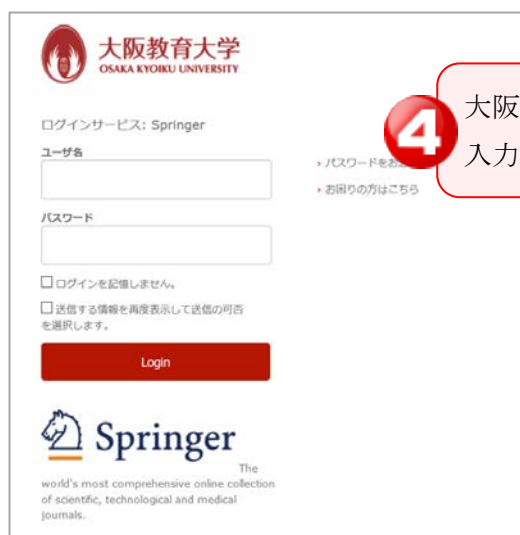 大阪教育大学
OSAKA KYOIKU UNIVERSITY
ログインサービス: Springer
ユーザ名
パスワード
ログインを記憶しません。
送信する情報を再度表示して送信の可否
を選択します。
Login
Springer
The
world's most comprehensive online collection
of scientific, technological and medical
journals.
パスワードをお
お困りの方はこちら
4
大阪
入力